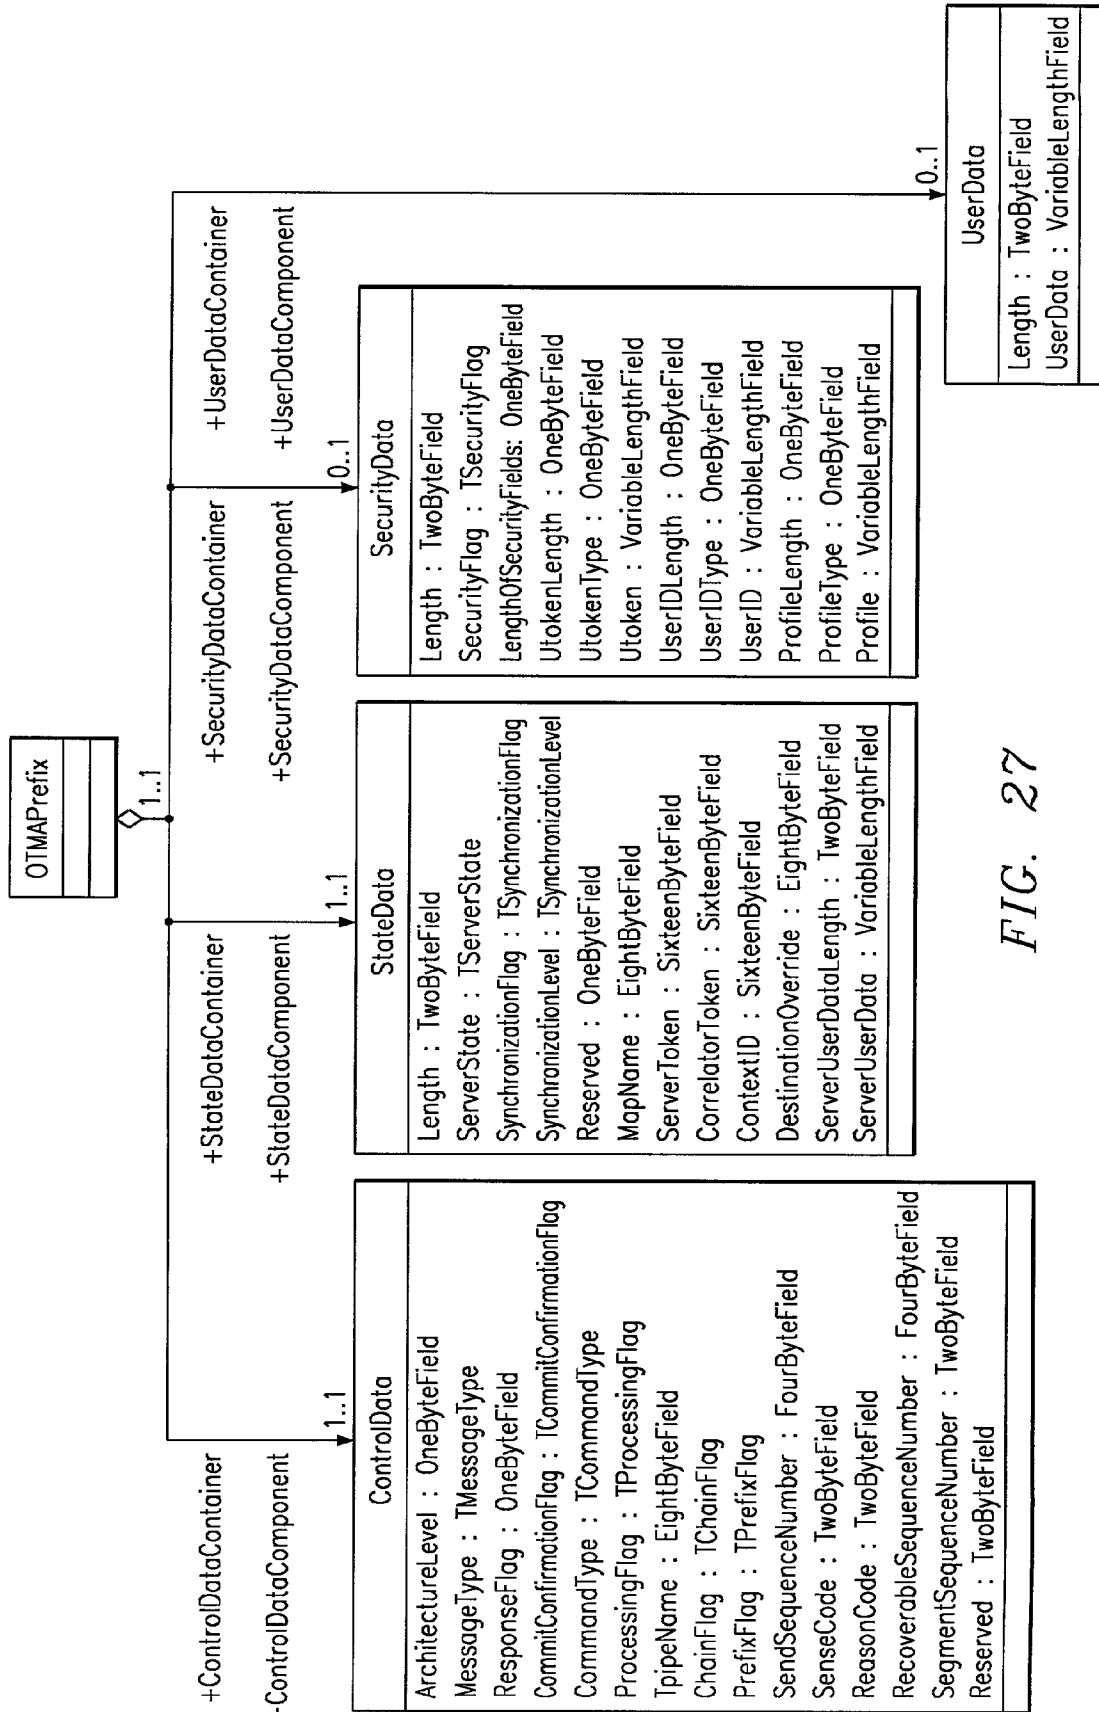 OTMAPrefix
1..1
+ControlDataContainer
+ControlDataComponent
1..1
+StateDataContainer
+StateDataComponent
1..1
+SecurityDataContainer
+SecurityDataComponent
0..1
+UserDataContainer
+UserDataComponent
0..1
ControlData
ArchitectureLevel : OneByteField
MessageType : TMessageType
ResponseFlag : OneByteField
CommitConfirmationFlag : TCommitConfirmationFlag
CommandType : TCommandType
ProcessingFlag : TProcessingFlag
TpipeName : EightByteField
ChainFlag : TChainFlag
PrefixFlag : TPrefixFlag
SendSequenceNumber : FourByteField
SenseCode : TwoByteField
ReasonCode : TwoByteField
RecoverableSequenceNumber : FourByteField
SegmentSequenceNumber : TwoByteField
Reserved : TwoByteField
StateData
Length : TwoByteField
ServerState : TServerState
SynchronizationFlag : TSynchronizationFlag
SynchronizationLevel : TSynchronizationLevel
Reserved : OneByteField
MapName : EightByteField
ServerToken : SixteenByteField
CorrelatorToken : SixteenByteField
ContextID : SixteenByteField
DestinationOverride : EightByteField
ServerUserDataLength : TwoByteField
ServerUserData : VariableLengthField
SecurityData
Length : TwoByteField
SecurityFlag : TSecurityFlag
LengthOfSecurityFields: OneByteField
UtokenLength : OneByteField
UtokenType : OneByteField
Utoken : VariableLengthField
UserIDLength : OneByteField
UserIDType : OneByteField
UserID : VariableLengthField
ProfileLength : OneByteField
ProfileType : OneByteField
Profile : VariableLengthField
UserData
Length : TwoByteField
UserData : VariableLengthField
FIG. 27